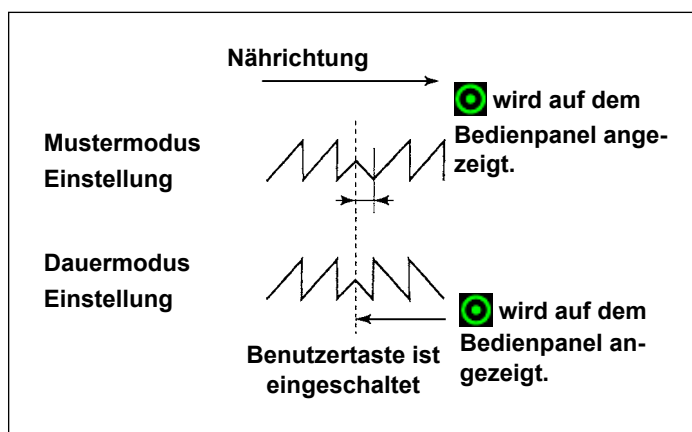 Nährichtung
wird auf dem
Bedienpanel ange-
zeigt.
Mustermodus
Einstellung
Dauermodus
Einstellung
wird auf dem
Bedienpanel an-
gezeigt.
Benutzertaste ist
eingeschaltet